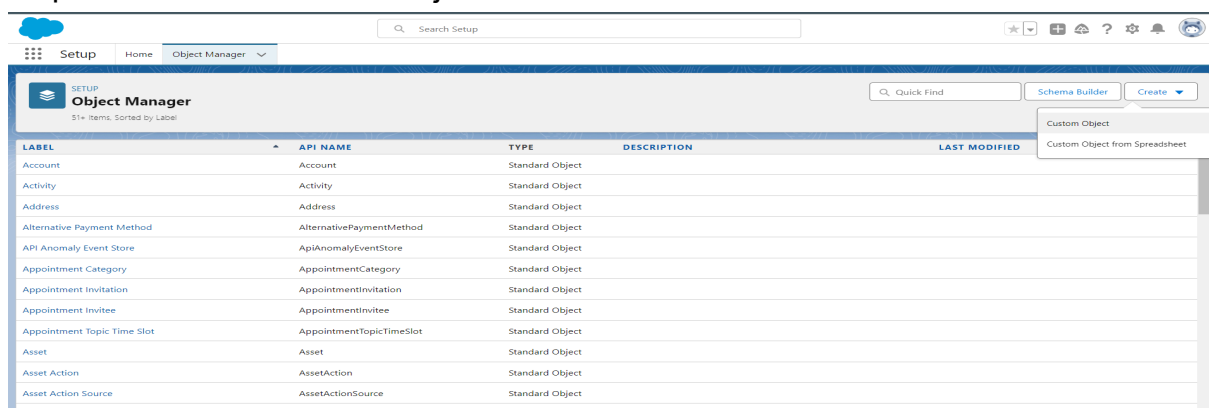 Search Setup
Setup Home Object Manager
SETUP
Object Manager
51+ Items, Sorted by Label
Quick Find
Schema Builder
Create
Custom Object
Custom Object from Spreadsheet
LABEL API NAME TYPE DESCRIPTION LAST MODIFIED
Account Account Standard Object
Activity Activity Standard Object
Address Address Standard Object
Alternative Payment Method AlternativePaymentMethod Standard Object
API Anomaly Event Store ApiAnomalyEventStore Standard Object
Appointment Category AppointmentCategory Standard Object
Appointment Invitation AppointmentInvitation Standard Object
Appointment Invitee AppointmentInvitee Standard Object
Appointment Topic Time Slot AppointmentTopicTimeSlot Standard Object
Asset Asset Standard Object
Asset Action AssetAction Standard Object
Asset Action Source AssetActionSource Standard Object